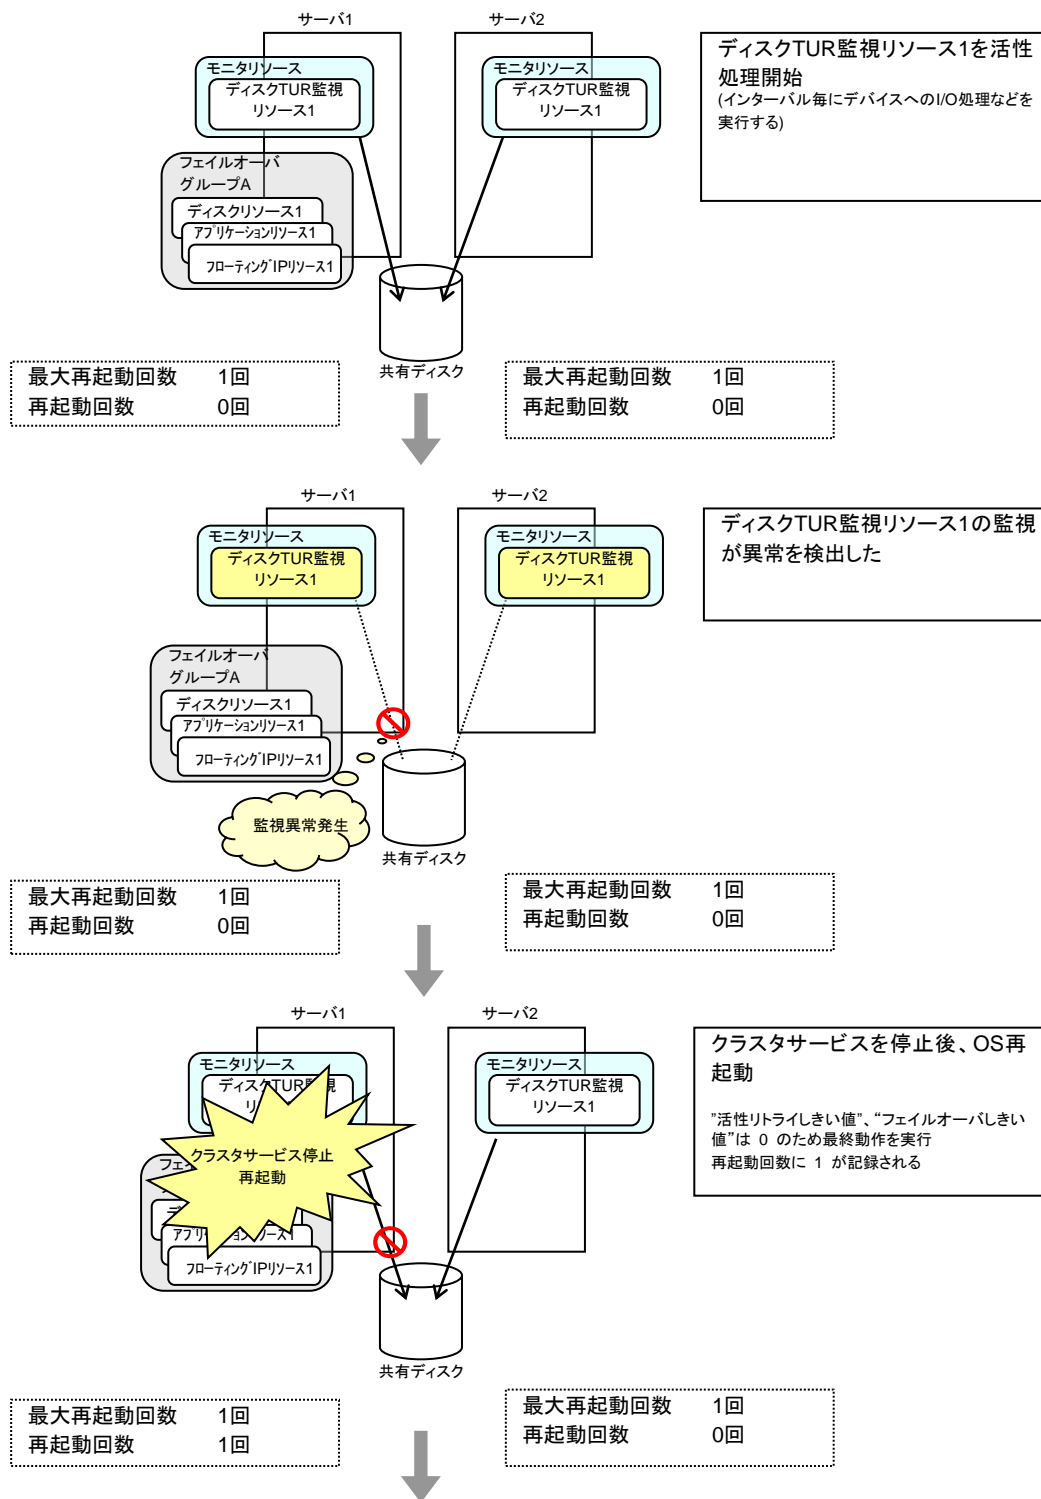 サーバ1
サーバ2
モニタリソース
ディスクTUR監視
リソース1
モニタリソース
ディスクTUR監視
リソース1
フェイルオーバ
グループA
ディスクリソース1
アプリケーションリソース1
フローティングIPリソース1
共有ディスク
ディスクTUR監視リソース1を活性
処理開始
(インターバル毎にデバイスへのI/O処理などを
実行する)
最大再起動回数 1回
再起動回数 0回
最大再起動回数 1回
再起動回数 0回
サーバ1
サーバ2
モニタリソース
ディスクTUR監視
リソース1
モニタリソース
ディスクTUR監視
リソース1
フェイルオーバ
グループA
ディスクリソース1
アプリケーションリソース1
フローティングIPリソース1
監視異常発生
共有ディスク
ディスクTUR監視リソース1の監視
が異常を検出した
最大再起動回数 1回
再起動回数 0回
最大再起動回数 1回
再起動回数 0回
サーバ1
サーバ2
モニタリソース
ディスクTUR監視
リ
モニタリソース
ディスクTUR監視
リソース1
クラスタサービス停止
再起動
フェイ
アプリケーションリソース1
フローティングIPリソース1
共有ディスク
クラスタサービスを停止後、OS再
起動
”活性リトライしきい値”、“フェイルオーバしきい
値”は 0 のため最終動作を実行
再起動回数に 1 が記録される
最大再起動回数 1回
再起動回数 1回
最大再起動回数 1回
再起動回数 0回